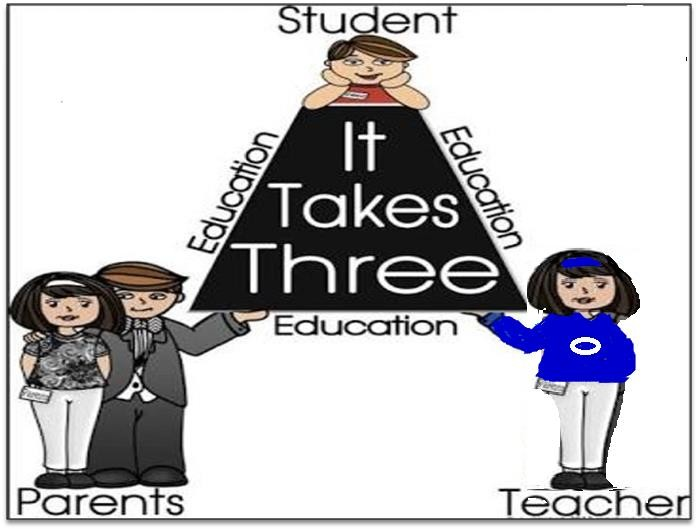 Student
It
Takes
Three
Education
Education
Education
Parents
Teacher